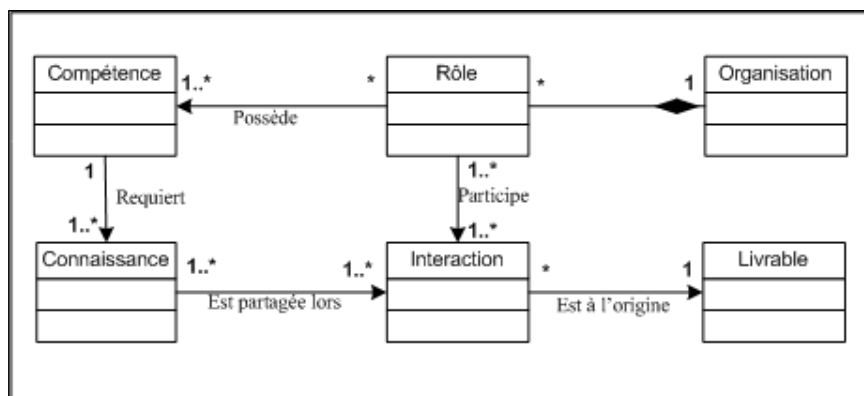 Compétence
Rôle
Organisation
1..*
*
*
1
Possède
1
Requiert
1..*
Participe
1..*
1..*
Connaissance
Interaction
Livrable
1..*
1..*
*
1
Est partagée lors
Est à l'origine